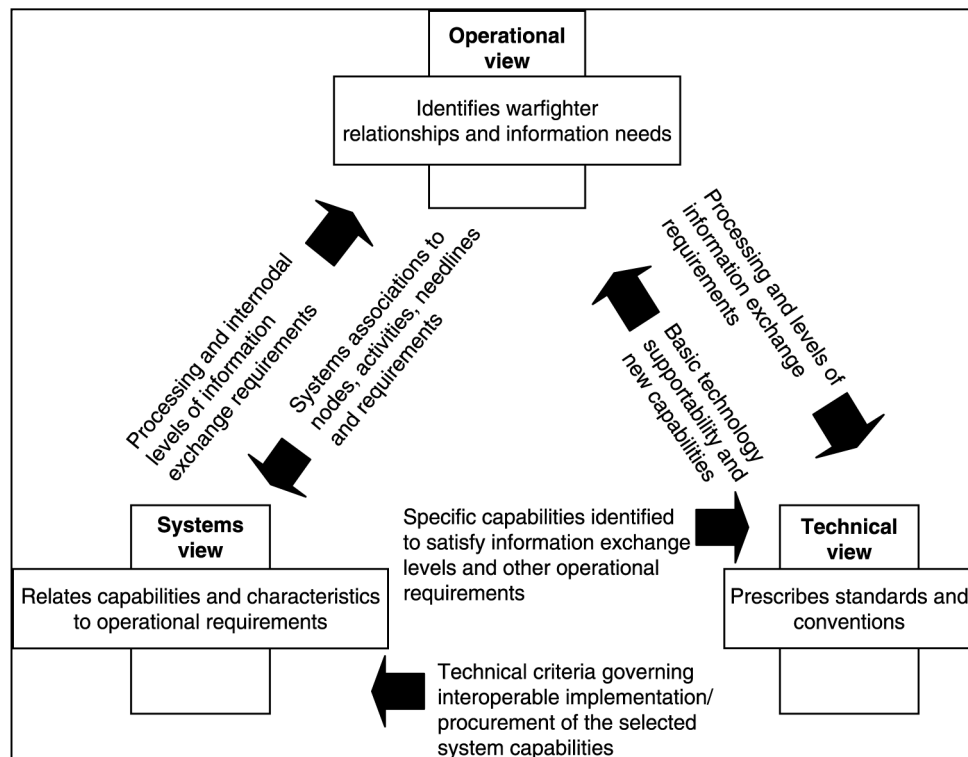 Operational
view
Identifies warfighter
relationships and information needs
Processing and internodal
levels of information
exchange requirements
Systems associations to
nodes, activities, needlines
and requirements
Processing and levels of
information exchange
requirements
Basic technology
supportability and
new capabilities
Systems
view
Relates capabilities and characteristics
to operational requirements
Specific capabilities identified
to satisfy information exchange
levels and other operational
requirements
Technical
view
Prescribes standards and
conventions
Technical criteria governing
interoperable implementation/
procurement of the selected
system capabilities